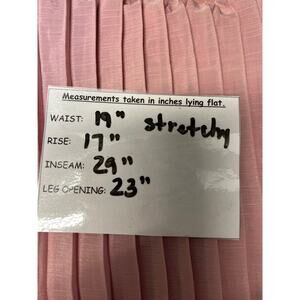 Measurements taken in inches lying flat.
WAIST: 19" stretchy
RISE: 17"
INSEAM: 29"
LEG OPENING: 23"